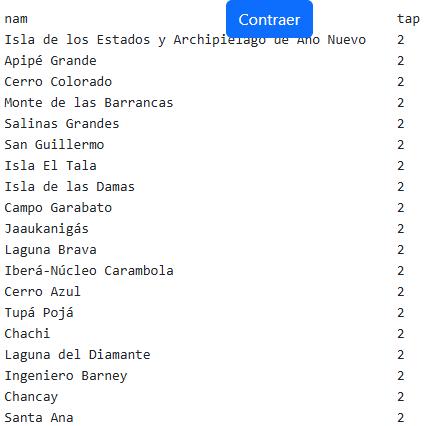 nam Contraer tap
Isla de los Estados y Archipiélago de Año Nuevo 2
Apipé Grande 2
Cerro Colorado 2
Monte de las Barrancas 2
Salinas Grandes 2
San Guillermo 2
Isla El Tala 2
Isla de las Damas 2
Campo Garabato 2
Jaaukanigás 2
Laguna Brava 2
Iberá-Núcleo Carambola 2
Cerro Azul 2
Tupá Pojá 2
Chachi 2
Laguna del Diamante 2
Ingeniero Barney 2
Chancay 2
Santa Ana 2